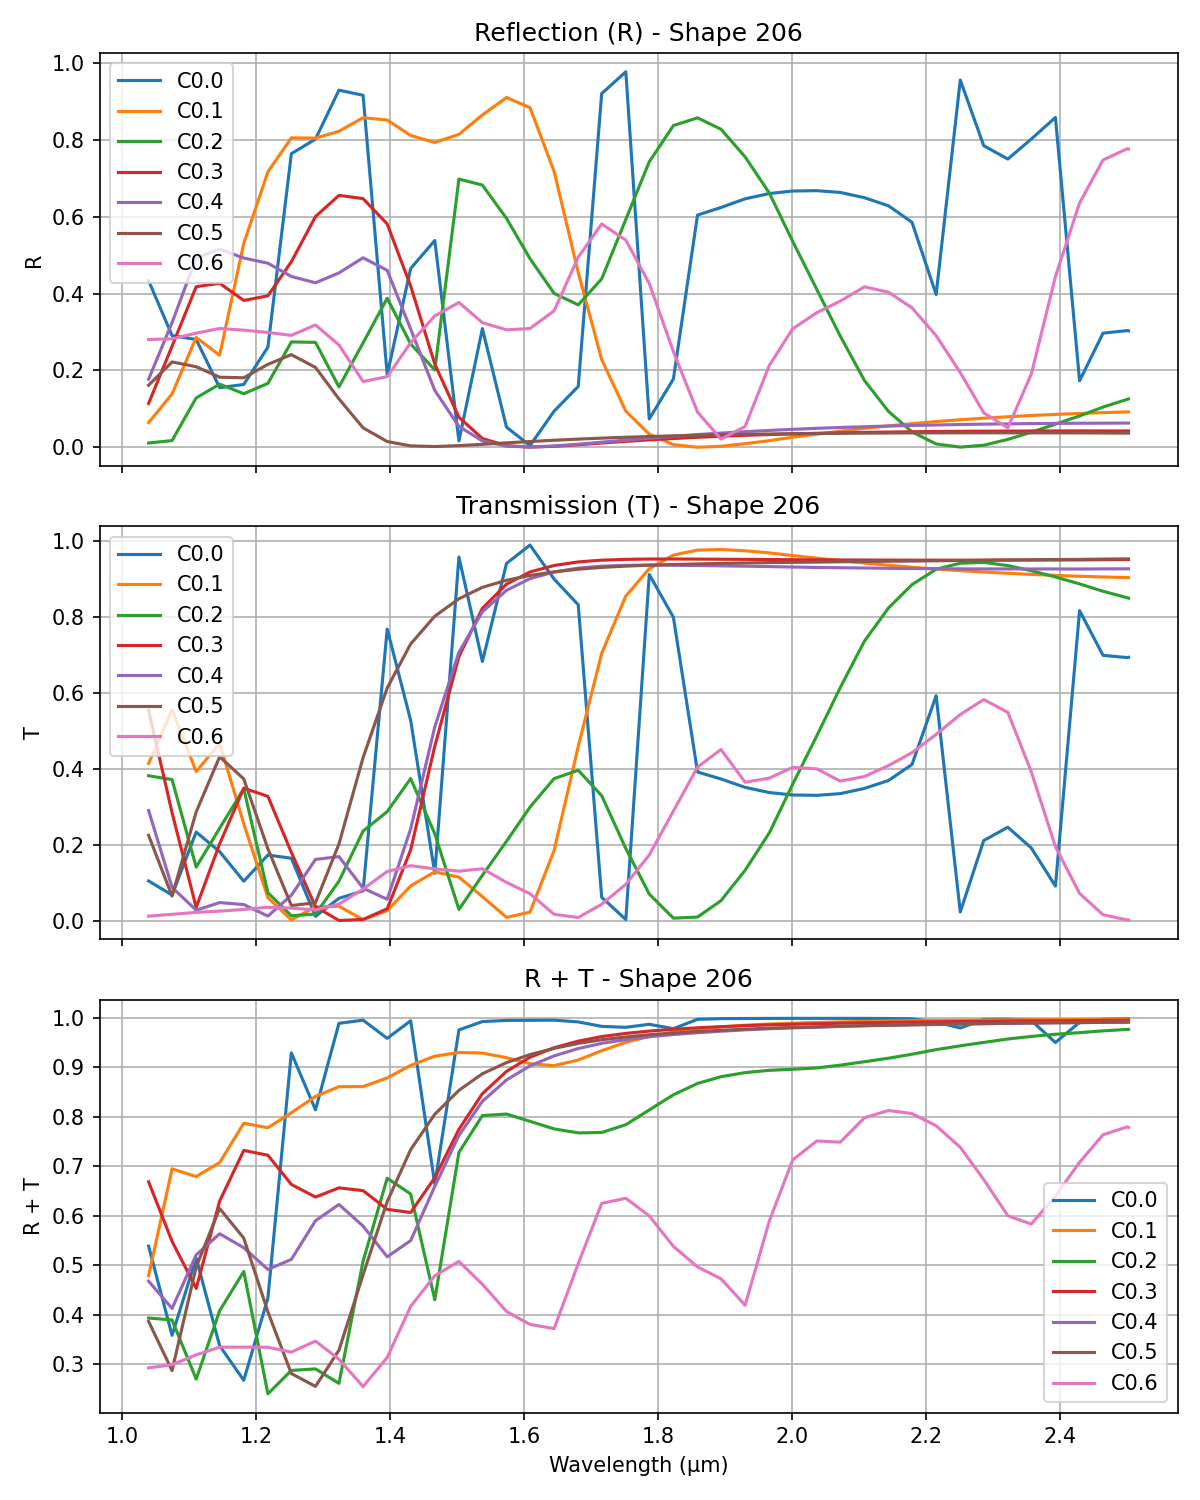 Reflection (R) - Shape 206
1.0
0.8
0.6
0.4
0.2
0.0
R
C0.0
C0.1
C0.2
C0.3
C0.4
C0.5
C0.6
Transmission (T) - Shape 206
1.0
0.8
0.6
0.4
0.2
0.0
T
C0.0
C0.1
C0.2
C0.3
C0.4
C0.5
C0.6
R + T - Shape 206
1.0
0.9
0.8
0.7
0.6
0.5
0.4
0.3
R + T
C0.0
C0.1
C0.2
C0.3
C0.4
C0.5
C0.6
1.0 1.2 1.4 1.6 1.8 2.0 2.2 2.4
Wavelength (μm)